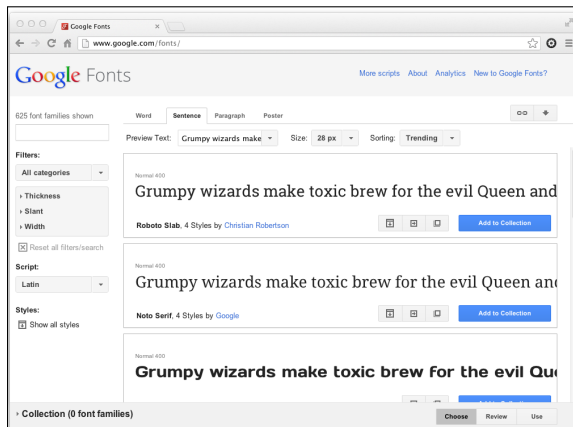 Google Fonts
www.google.com/fonts/
Google Fonts
More scripts About Analytics New to Google Fonts?
625 font families shown
Word Sentence Paragraph Poster
Preview Text: Grumpy wizards make Size: 28 px Sorting: Trending
Filters:
All categories
Thickness
Slant
Width
Reset all filters/search
Script:
Latin
Styles:
Show all styles
Normal 400
Grumpy wizards make toxic brew for the evil Queen and
Roboto Slab, 4 Styles by Christian Robertson
Add to Collection
Normal 400
Grumpy wizards make toxic brew for the evil Queen and
Noto Serif, 4 Styles by Google
Add to Collection
Normal 400
Grumpy wizards make toxic brew for the evil Que
Collection (0 font families)
Choose Review Use